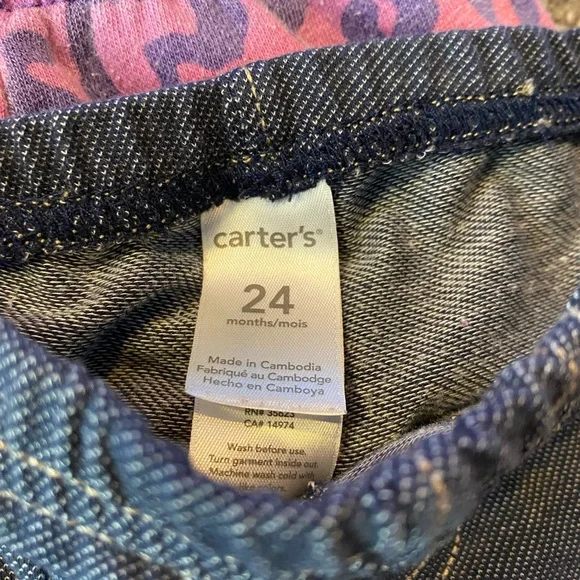 carter's®
24
months/mois
Made in Cambodia
Fabriqué au Cambodge
Hecho en Camboya
RN# 35623
CA# 14974
Wash before use.
Turn garment inside out.
Machine wash cold with